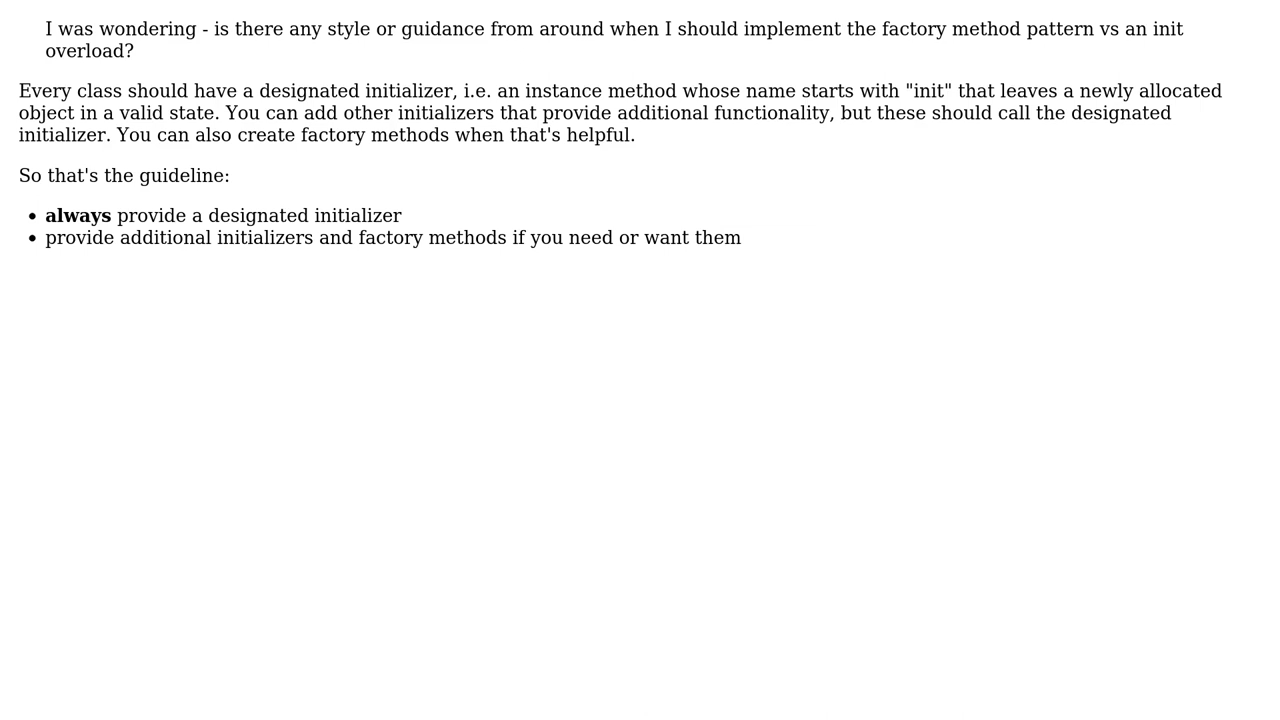 I was wondering - is there any style or guidance from around when I should implement the factory method pattern vs an init
overload?
Every class should have a designated initializer, i.e. an instance method whose name starts with "init" that leaves a newly allocated
object in a valid state. You can add other initializers that provide additional functionality, but these should call the designated
initializer. You can also create factory methods when that's helpful.
So that's the guideline:
• always provide a designated initializer
• provide additional initializers and factory methods if you need or want them